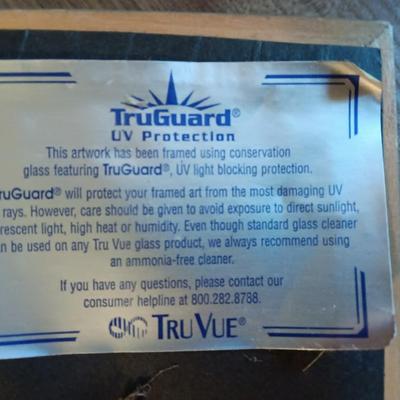 TruGuard®
UV Protection
This artwork has been framed using conservation
glass featuring TruGuard®, UV light blocking protection.
ruGuard® will protect your framed art from the most damaging UV
rays. However, care should be given to avoid exposure to direct sunlight,
rescent light, high heat or humidity. Even though standard glass cleaner
n be used on any Tru Vue glass product, we always recommend using
an ammonia-free cleaner.
If you have any questions, please contact our
consumer helpline at 800.282.8788.
TRU VUE®